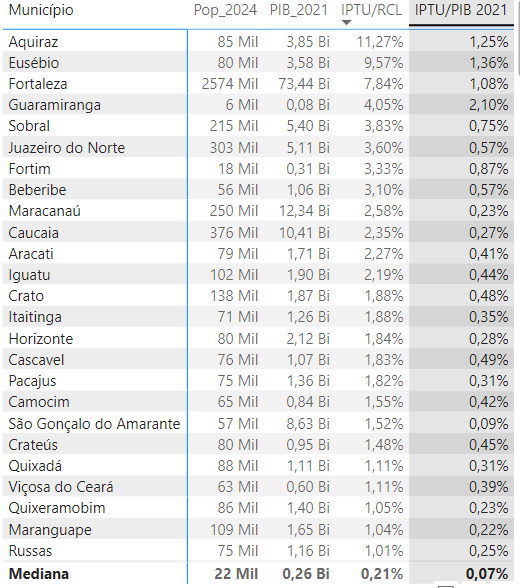 Município Pop_2024 PIB_2021 IPTU/RCL IPTU/PIB 2021
Aquiraz 85 Mil 3,85 Bi 11,27% 1,25%
Eusébio 80 Mil 3,58 Bi 9,57% 1,36%
Fortaleza 2574 Mil 73,44 Bi 7,84% 1,08%
Guaramiranga 6 Mil 0,08 Bi 4,05% 2,10%
Sobral 215 Mil 5,40 Bi 3,83% 0,75%
Juazeiro do Norte 303 Mil 5,11 Bi 3,60% 0,57%
Fortim 18 Mil 0,31 Bi 3,33% 0,87%
Beberibe 56 Mil 1,06 Bi 3,10% 0,57%
Maracanaú 250 Mil 12,34 Bi 2,58% 0,23%
Caucaia 376 Mil 10,41 Bi 2,35% 0,27%
Aracati 79 Mil 1,71 Bi 2,27% 0,41%
Iguatu 102 Mil 1,90 Bi 2,19% 0,44%
Crato 138 Mil 1,87 Bi 1,88% 0,48%
Itaitinga 71 Mil 1,26 Bi 1,88% 0,35%
Horizonte 80 Mil 2,12 Bi 1,84% 0,28%
Cascavel 76 Mil 1,07 Bi 1,83% 0,49%
Pacajus 75 Mil 1,36 Bi 1,82% 0,31%
Camocim 65 Mil 0,84 Bi 1,55% 0,42%
São Gonçalo do Amarante 57 Mil 8,63 Bi 1,52% 0,09%
Crateús 80 Mil 0,95 Bi 1,48% 0,45%
Quixadá 88 Mil 1,11 Bi 1,11% 0,31%
Viçosa do Ceará 63 Mil 0,60 Bi 1,11% 0,39%
Quixeramobim 86 Mil 1,40 Bi 1,05% 0,23%
Maranguape 109 Mil 1,65 Bi 1,04% 0,22%
Russas 75 Mil 1,16 Bi 1,01% 0,25%
Mediana 22 Mil 0,26 Bi 0,21% 0,07%